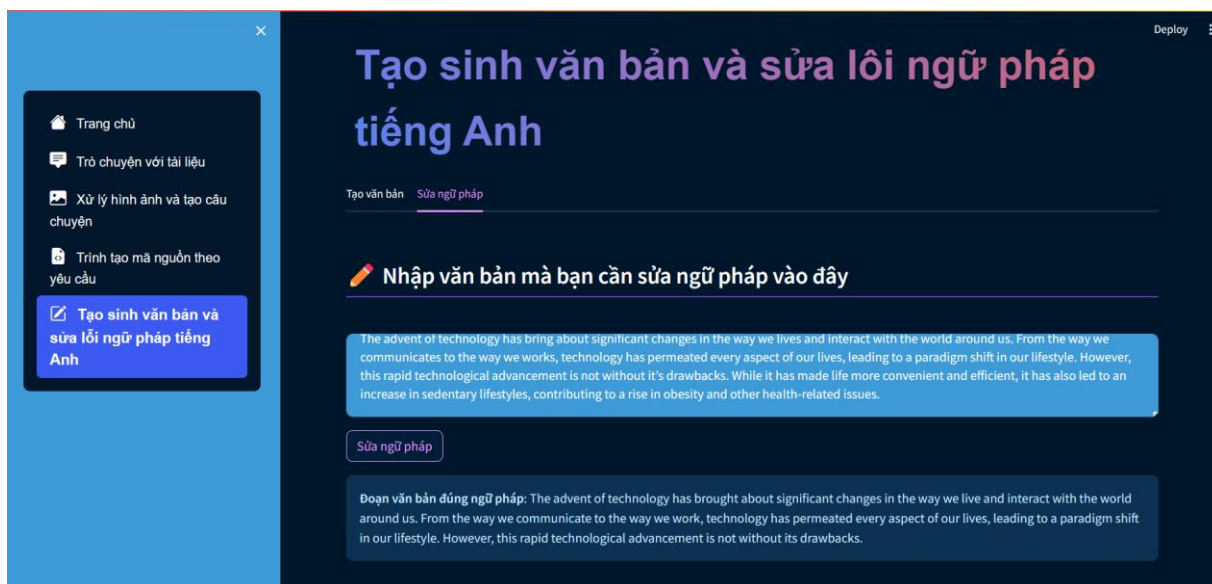 ×
Deploy
Trang chủ
Trò chuyện với tài liệu
Xử lý hình ảnh và tạo câu
chuyện
Trình tạo mã nguồn theo
yêu cầu
Tạo sinh văn bản và
sửa lỗi ngữ pháp tiếng
Anh
Tạo sinh văn bản và sửa lôi ngữ pháp
tiếng Anh
Tạo văn bản Sửa ngữ pháp
Nhập văn bản mà bạn cần sửa ngữ pháp vào đây
The advent of technology has bring about significant changes in the way we lives and interact with the world around us. From the way we
communicates to the way we works, technology has permeated every aspect of our lives, leading to a paradigm shift in our lifestyle. However,
this rapid technological advancement is not without it's drawbacks. While it has made life more convenient and efficient, it has also led to an
increase in sedentary lifestyles, contributing to a rise in obesity and other health-related issues.
Sửa ngữ pháp
Đoạn văn bản đúng ngữ pháp: The advent of technology has brought about significant changes in the way we live and interact with the world
around us. From the way we communicate to the way we work, technology has permeated every aspect of our lives, leading to a paradigm shift
in our lifestyle. However, this rapid technological advancement is not without its drawbacks.